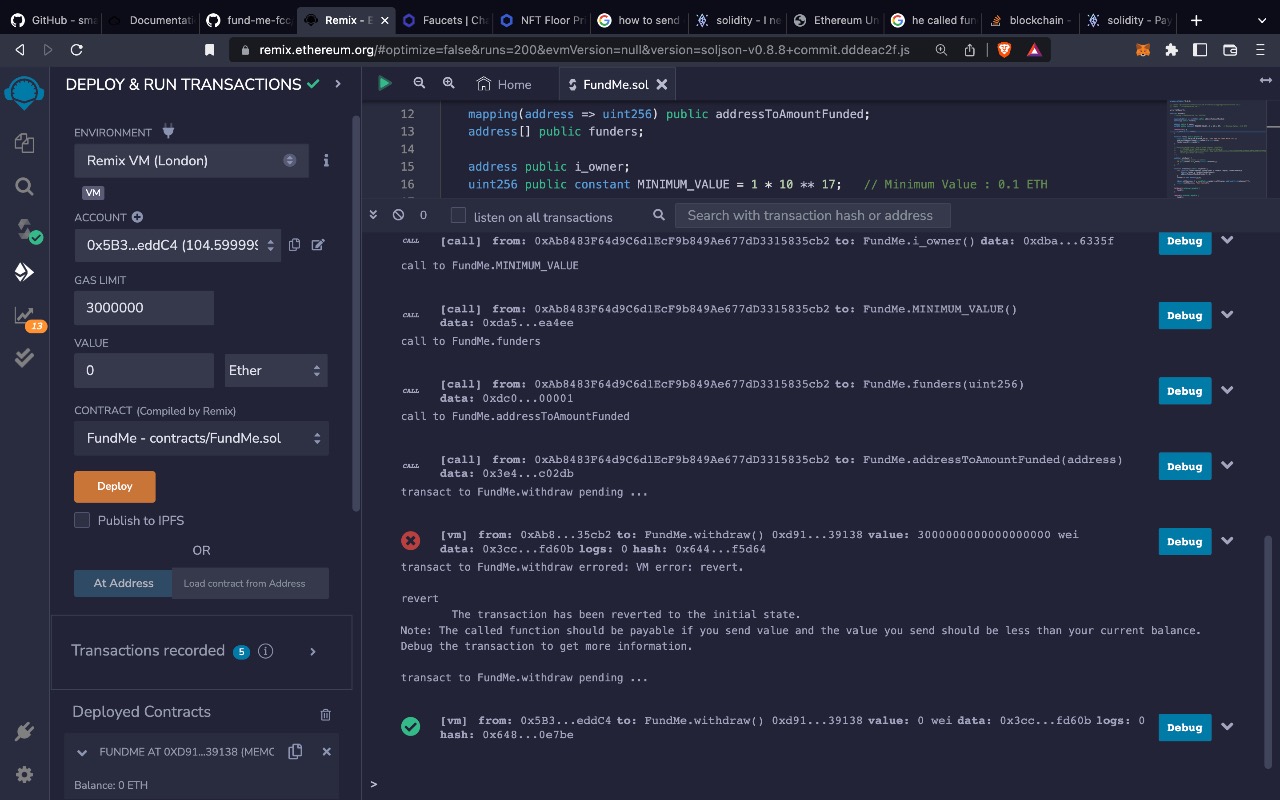 GitHub - sma
Documentati
fund-me-fcc
Remix - E
Faucets | Cha
NFT Floor Pri
how to send
solidity - I ne
Ethereum Un
he called fun
blockchain -
solidity - Pay
remix.ethereum.org/#optimize=false&runs=200&evmVersion=null&version=soljson-v0.8.8+commit.dddeac2f.js
DEPLOY & RUN TRANSACTIONS
ENVIRONMENT
Remix VM (London)
VM
ACCOUNT
0x5B3...eddC4 (104.599999
GAS LIMIT
3000000
VALUE
0
Ether
CONTRACT (Compiled by Remix)
FundMe - contracts/FundMe.sol
Deploy
Publish to IPFS
OR
At Address
Load contract from Address
Transactions recorded 5
Deployed Contracts
FUNDME AT 0XD91...39138 (MEMO
Balance: 0 ETH
13
Home
FundMe.sol
12 mapping(address => uint256) public addressToAmountFunded;
13 address[] public funders;
14
15 address public i_owner;
16 uint256 public constant MINIMUM_VALUE = 1 * 10 ** 17; // Minimum Value : 0.1 ETH
0
listen on all transactions
Search with transaction hash or address
CALL [call] from: 0xAb8483F64d9C6d1EcF9b849Ae677dD3315835cb2 to: FundMe.i_owner() data: 0xdba...6335f
Debug
call to FundMe.MINIMUM_VALUE
CALL [call] from: 0xAb8483F64d9C6d1EcF9b849Ae677dD3315835cb2 to: FundMe.MINIMUM_VALUE()
data: 0xda5...ea4ee
Debug
call to FundMe.funders
CALL [call] from: 0xAb8483F64d9C6d1EcF9b849Ae677dD3315835cb2 to: FundMe.funders(uint256)
data: 0xdc0...00001
Debug
call to FundMe.addressToAmountFunded
CALL [call] from: 0xAb8483F64d9C6d1EcF9b849Ae677dD3315835cb2 to: FundMe.addressToAmountFunded(address)
data: 0x3e4...c02db
Debug
transact to FundMe.withdraw pending ...
[vm] from: 0xAb8...35cb2 to: FundMe.withdraw() 0xd91...39138 value: 3000000000000000000 wei
data: 0x3cc...fd60b logs: 0 hash: 0x644...f5d64
Debug
transact to FundMe.withdraw errored: VM error: revert.
revert
The transaction has been reverted to the initial state.
Note: The called function should be payable if you send value and the value you send should be less than your current balance.
Debug the transaction to get more information.
transact to FundMe.withdraw pending ...
[vm] from: 0x5B3...eddC4 to: FundMe.withdraw() 0xd91...39138 value: 0 wei data: 0x3cc...fd60b logs: 0
hash: 0x648...0e7be
Debug
>